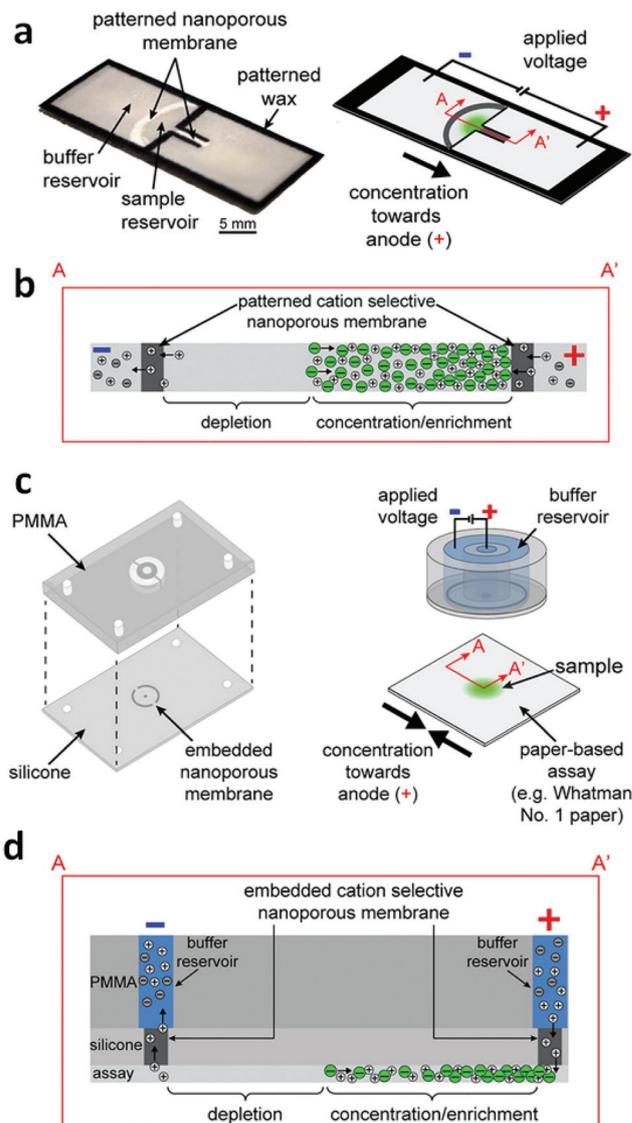 a
patterned nanoporous
membrane
patterned
wax
buffer
reservoir
sample
reservoir
5 mm
applied
voltage
−
+
A
A'
concentration
towards
anode (+)
b
A
A'
patterned cation selective
nanoporous membrane
−
+
depletion
concentration/enrichment
c
PMMA
silicone
embedded
nanoporous
membrane
applied
voltage
−
+
buffer
reservoir
A
A'
sample
concentration
towards
anode (+)
paper-based
assay
(e.g. Whatman
No. 1 paper)
d
A
A'
embedded cation selective
nanoporous membrane
−
+
buffer
reservoir
buffer
reservoir
PMMA
silicone
assay
depletion
concentration/enrichment